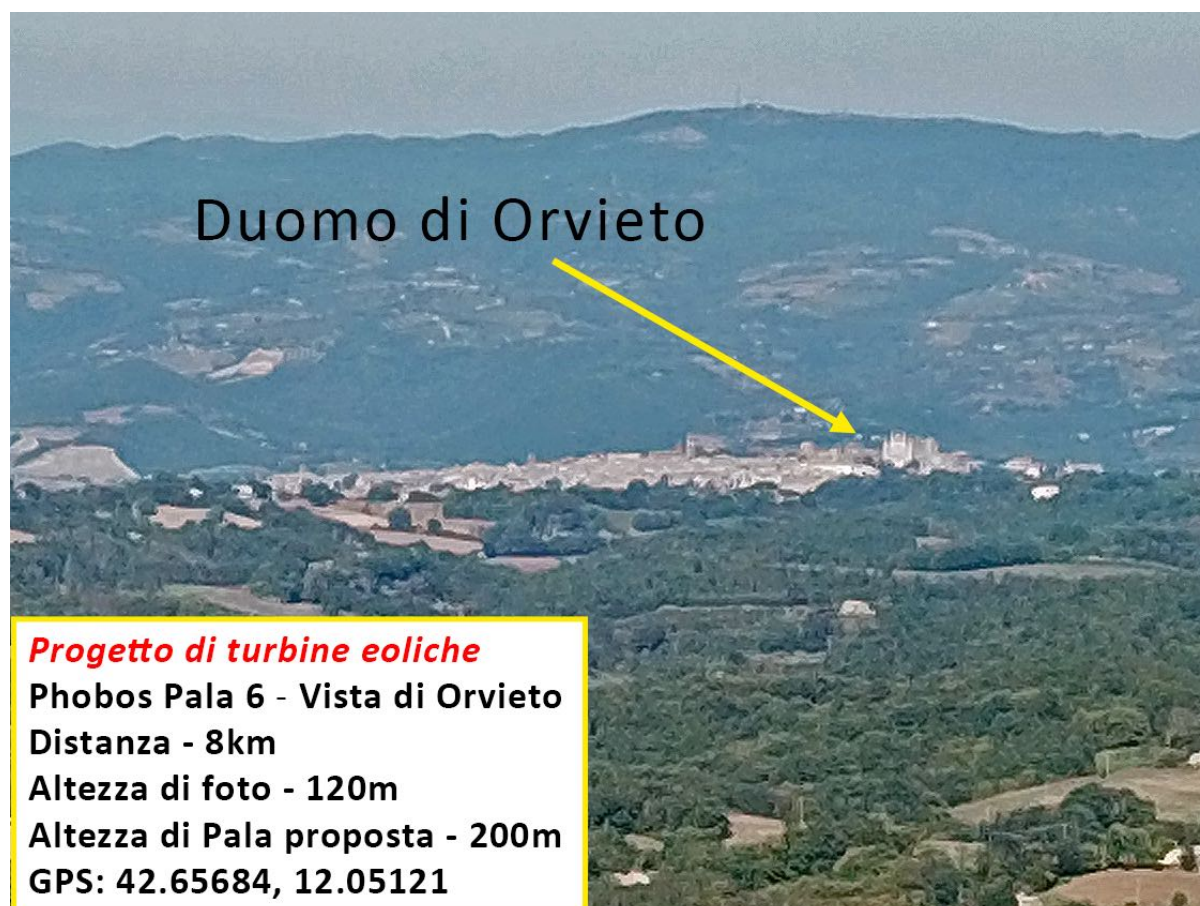 Duomo di Orvieto
Progetto di turbine eoliche
Phobos Pala 6 - Vista di Orvieto
Distanza - 8km
Altezza di foto - 120m
Altezza di Pala proposta - 200m
GPS: 42.65684, 12.05121